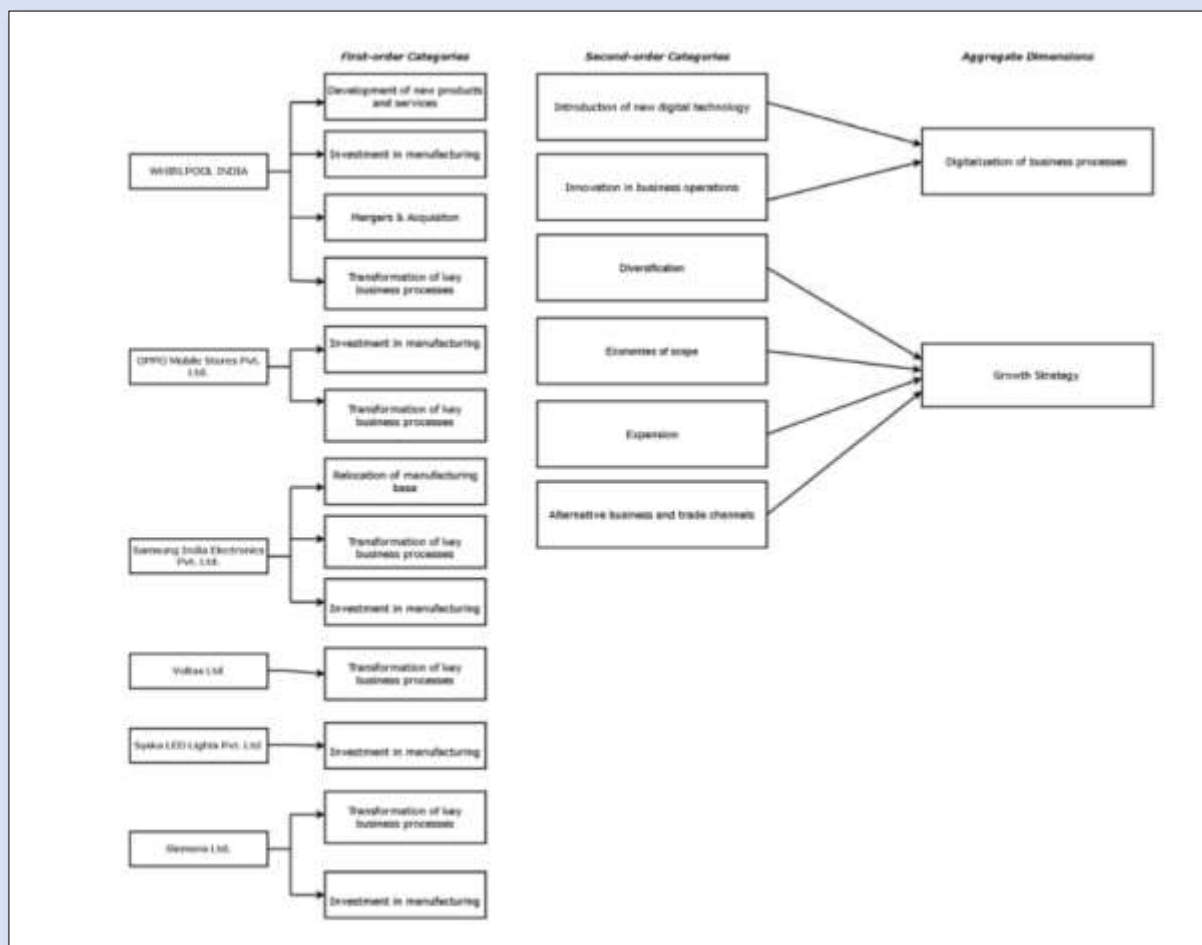 First-order Categories
Second-order Categories
Aggregate Dimensions
WHIRLPOOL INDIA
Development of new products
and services
Investment in manufacturing
Mergers & Acquisition
Transformation of key
business processes
OPPO Mobile Stores Pvt.
Ltd.
Investment in manufacturing
Transformation of key
business processes
Samsung India Electronics
Pvt. Ltd.
Relocation of manufacturing
base
Transformation of key
business processes
Investment in manufacturing
Voltas Ltd
Transformation of key
business processes
LED Lights Pvt. Ltd
Investment in manufacturing
Siemens Ltd.
Transformation of key
business processes
Investment in manufacturing
Introduction of new digital technology
Innovation in business operations
Diversification
Economies of scope
Expansion
Alternative business and trade channels
Digitalization of business processes
Growth Strategy